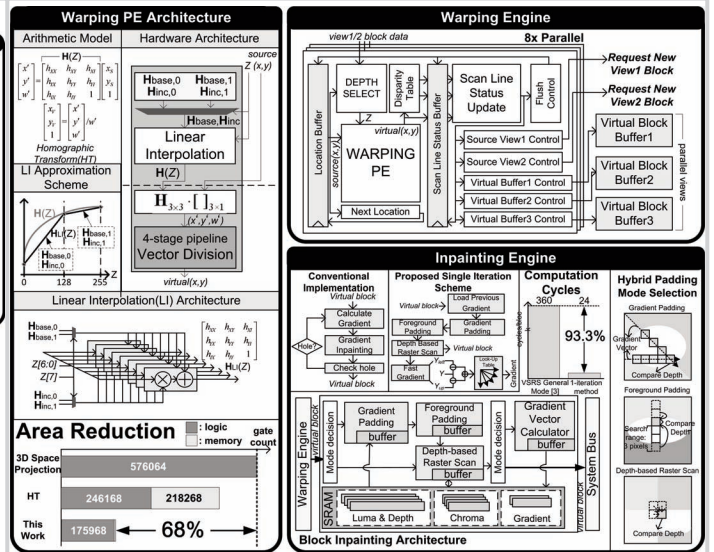 Warping PE Architecture
Arithmetic Model
Hardware Architecture
H(Z)
source
Z (x,y)
Homographic
Transform(HT)
Hbase,0 Hbase,1
Hinc,0 Hinc,1
Hbase,Hinc
Linear
Interpolation
H(Z)
H3×3 · [ ]3×1
(x',y',w')
4-stage pipeline
Vector Division
virtual(x,y)
LI Approximation
Scheme
H(Z)
HLI(Z)
Hbase,1
Hinc,1
Hbase,0
Hinc,0
0 128 255 Z
Linear Interpolation(LI) Architecture
Hbase,0
Hbase,1
Z[6:0]
Z[7]
Hinc,0
Hinc,1
HLI(Z)
Area Reduction
: logic
: memory
gate
count
3D Space
Projection
576064
HT
246168
218268
This
Work
175968
68%
Warping Engine
view1/2 block data
8x Parallel
Location Buffer
DEPTH
SELECT
Disparity
Table
Z
virtual(x,y)
source(x,y)
WARPING
PE
Next Location
Scan Line Status Buffer
Scan Line
Status
Update
Flush
Control
Source View1 Control
Source View2 Control
Virtual Buffer1 Control
Virtual Buffer2 Control
Virtual Buffer3 Control
Request New
View1 Block
Request New
View2 Block
Virtual Block
Buffer1
Virtual Block
Buffer2
Virtual Block
Buffer3
parallel views
Inpainting Engine
Conventional
Implementation
Virtual block
Calculate
Gradient
Hole?
Gradient
Inpainting
Check hole
Virtual block
Proposed Single Iteration
Scheme
Virtual block
Load Previous
Gradient
Foreground
Padding
Gradient
Padding
Depth Based
Raster Scan
Virtual block
Fast
Gradient
Look-Up
Table
Gradient
Computation
Cycles
360 24
93.3%
VSRS General
Mode [3]
1-iteration
method
Hybrid Padding
Mode Selection
Gradient Padding
Gradient
Vector
Compare Depth
Foreground Padding
Search
range:
3 pixels
Compare
Depth
Depth-based Raster Scan
Compare Depth
Warping Engine
virtual block
Mode decision
Gradient
Padding
buffer
Foreground
Padding
buffer
Depth-based
Raster Scan
buffer
Mode decision
Gradient
Vector
Calculator
buffer
virtual block
System Bus
SRAM
Luma & Depth
Chroma
Gradient
Block Inpainting Architecture